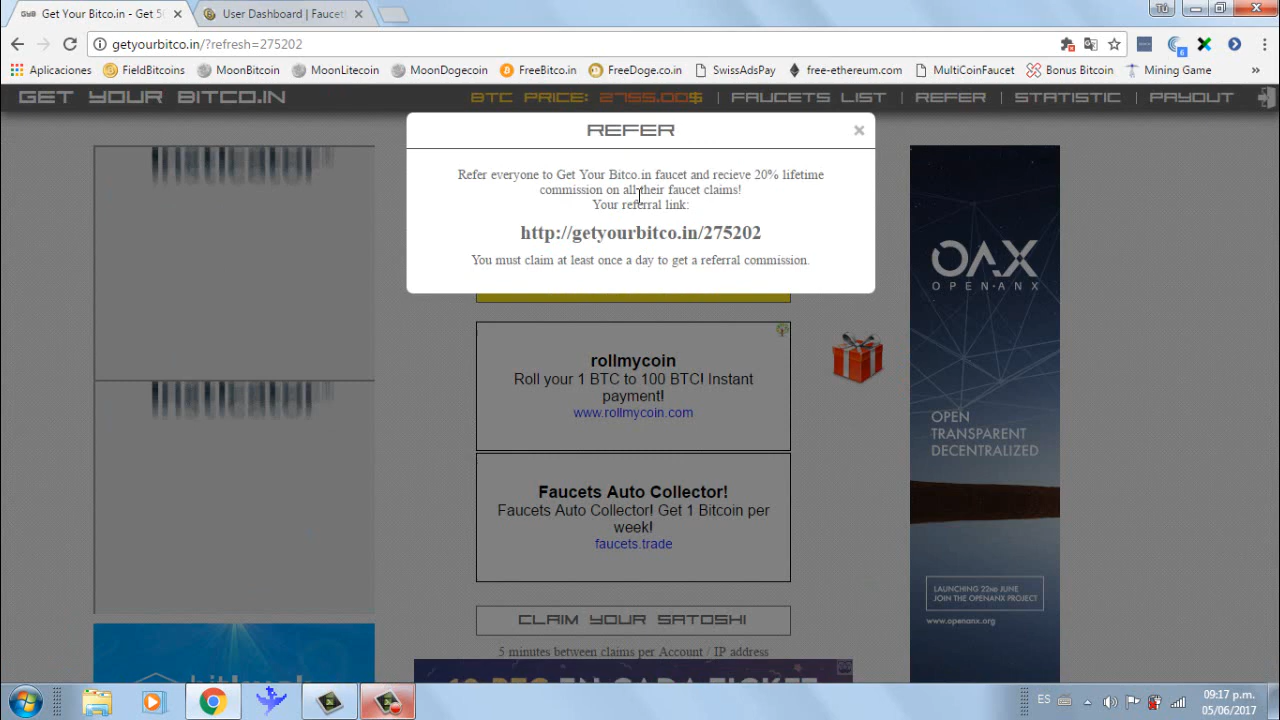 Get Your Bitco.in - Get 5
User Dashboard | Faucet
getyourbitco.in/?refresh=275202
6
Aplicaciones
FieldBitcoins
MoonBitcoin
MoonLitecoin
MoonDogecoin
FreeBitco.in
FreeDoge.co.in
SwissAdsPay
free-ethereum.com
MultiCoinFaucet
Bonus Bitcoin
Mining Game
»
GET YOUR BITCO.IN
BTC PRICE: 2755.00$ | FAUCETS LIST | REFER | STATISTIC | PAYOUT
REFER
×
Refer everyone to Get Your Bitco.in faucet and recieve 20% lifetime
commission on all their faucet claims!
Your referral link:
http://getyourbitco.in/275202
You must claim at least once a day to get a referral commission.
rollmycoin
Roll your 1 BTC to 100 BTC! Instant
payment!
www.rollmycoin.com
Faucets Auto Collector!
Faucets Auto Collector! Get 1 Bitcoin per
week!
faucets.trade
CLAIM YOUR SATOSHI
5 minutes between claims per Account / IP address
OAX
OPENANX
OPEN
TRANSPARENT
DECENTRALIZED
LAUNCHING 22ND JUNE
JOIN THE OPENANX PROJECT
www.openanx.org
ES
09:17 p.m.
05/06/2017